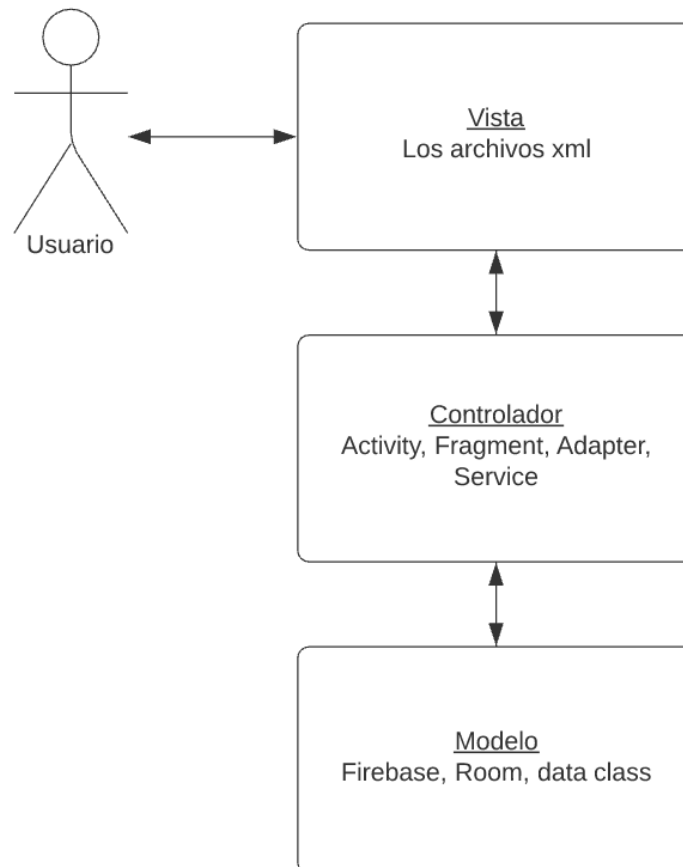 Vista
Los archivos xml
Usuario
Controlador
Activity, Fragment, Adapter,
Service
Modelo
Firebase, Room, data class